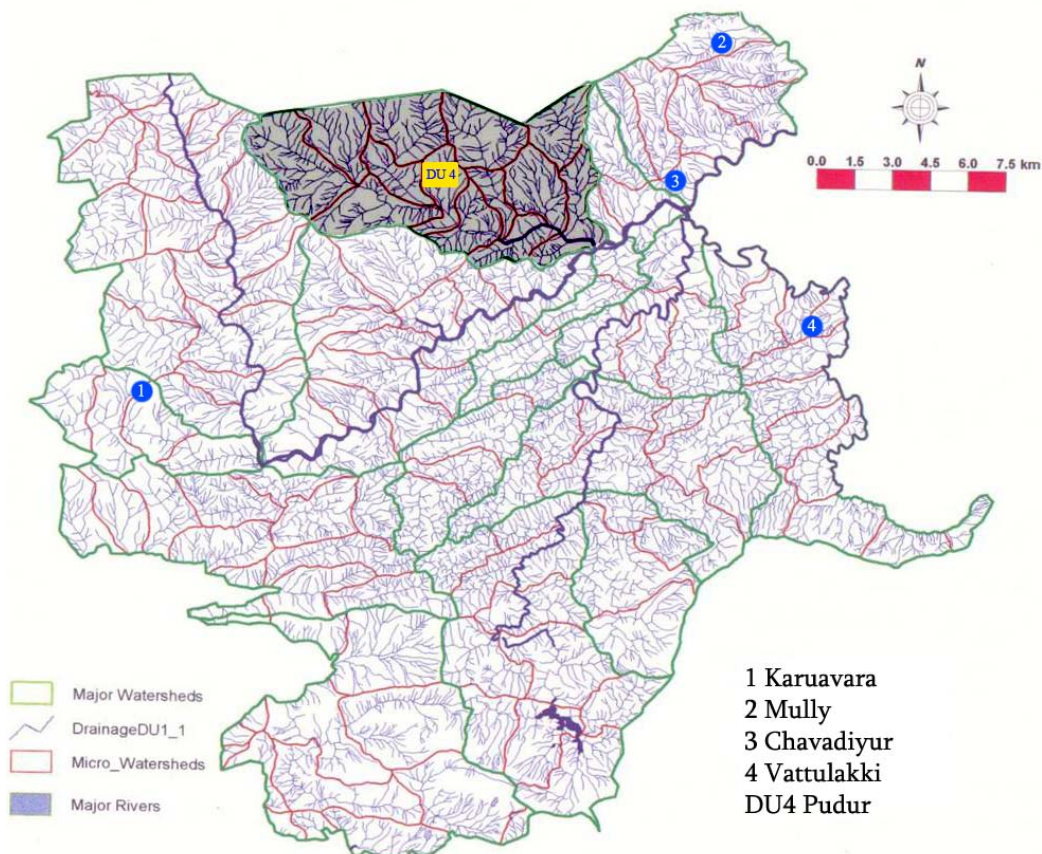 2
N
DU 4
3
0.0 1.5 3.0 4.5 6.0 7.5 km
4
1
Major Watersheds
DrainageDU1_1
Micro_Watersheds
Major Rivers
1 Karuavara
2 Mully
3 Chavadiyur
4 Vattulakki
DU4 Pudur